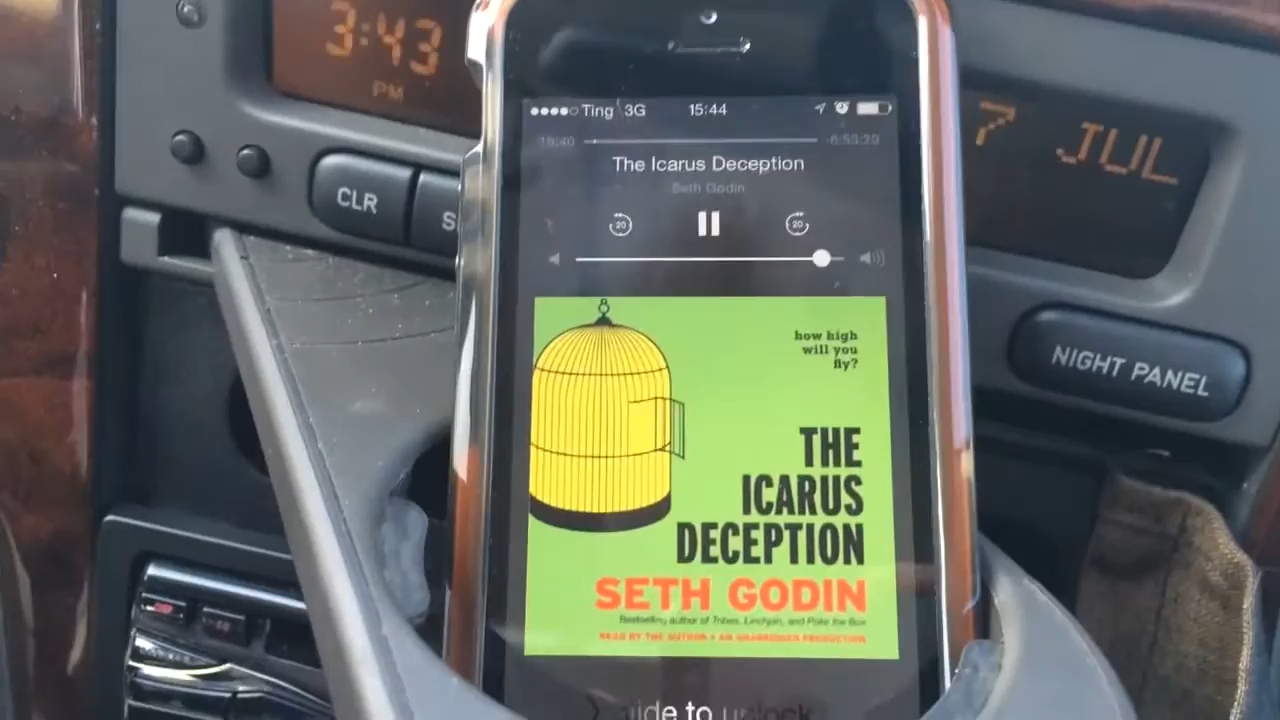 3:43
PM
CLR
Ting 3G 15:44
The Icarus Deception
Seth Godin
20
20
how high
will you
fly?
THE
ICARUS
DECEPTION
SETH GODIN
Bestselling author of Tribes, Linchpin, and Poke the Box
READ BY THE AUTHOR • AN UNABRIDGED PRODUCTION
to
7 JUL
NIGHT PANEL